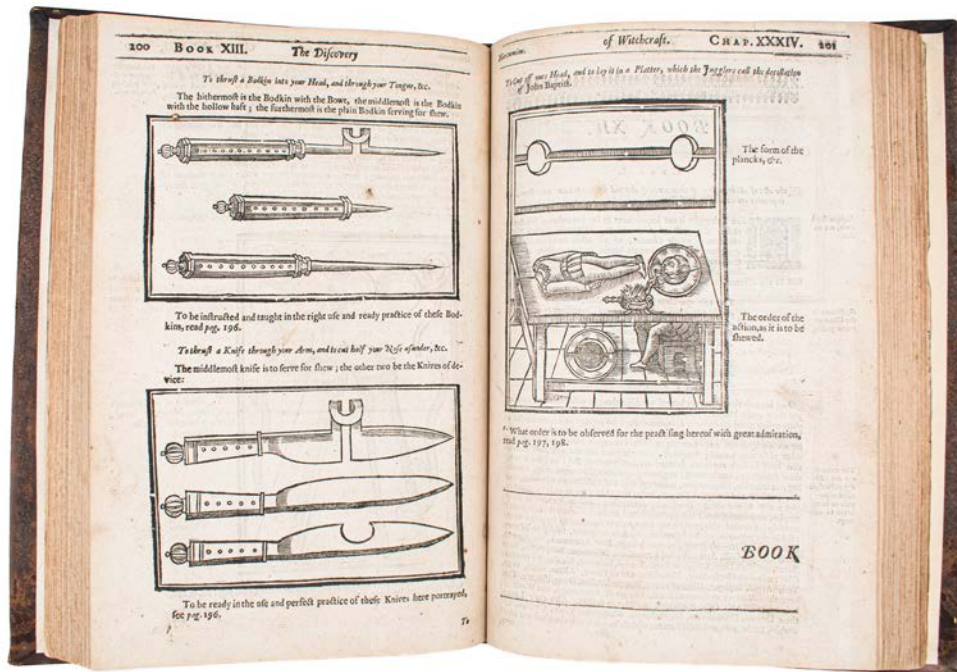 200 BOOK XIII. The Diſcovery
To thruſt a Bodkin into your Head, and through your Tongue, &c.
The hithermoſt is the Bodkin with the Bowt, the middlemoſt is the Bodkin
with the hollow haft; the furthermoſt is the plain Bodkin ſerving for ſhew.
To be inſtructed and taught in the right uſe and ready practice of theſe Bod-
kins, read pag. 196.
To thruſt a Knife through your Arm, and to cut half your Noſe aſunder, &c.
The middlemoſt knife is to ſerve for ſhew; the other two be the Knives of de-
vice:
To be ready in the uſe and perfect practice of theſe Knives here portrayed,
ſee pag. 196.
To
of Witchcraft. CHAP. XXXIV. 201
To Cut off ones Head, and to lay it in a Platter, which the Jugglers call the decollation
of John Baptiſt.
The form of the
plancks, &c.
The order of the
action, as it is to be
ſhewed.
What order is to be obſerved for the practiſing hereof with great admiration,
read pag. 197, 198.
BOOK